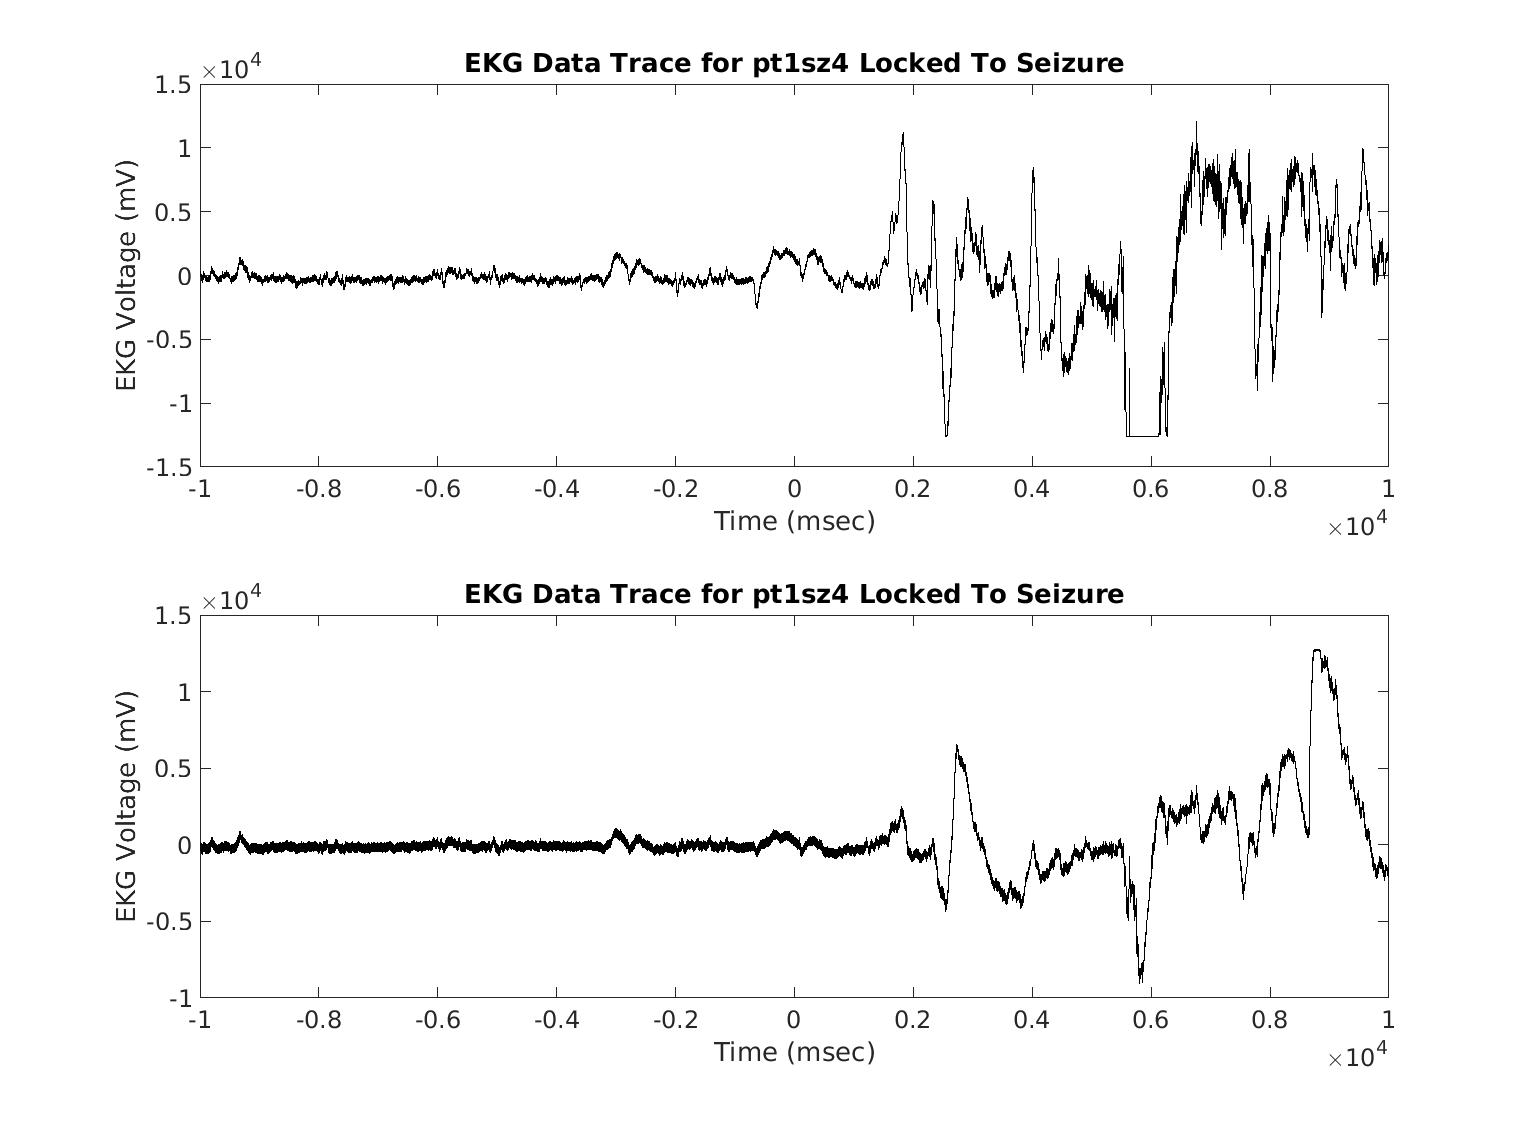 EKG Data Trace for pt1sz4 Locked To Seizure
×10^4
1.5
1
0.5
0
-0.5
-1
-1.5
EKG Voltage (mV)
-1 -0.8 -0.6 -0.4 -0.2 0 0.2 0.4 0.6 0.8 1
Time (msec)
×10^4
EKG Data Trace for pt1sz4 Locked To Seizure
×10^4
1.5
1
0.5
0
-0.5
-1
EKG Voltage (mV)
-1 -0.8 -0.6 -0.4 -0.2 0 0.2 0.4 0.6 0.8 1
Time (msec)
×10^4